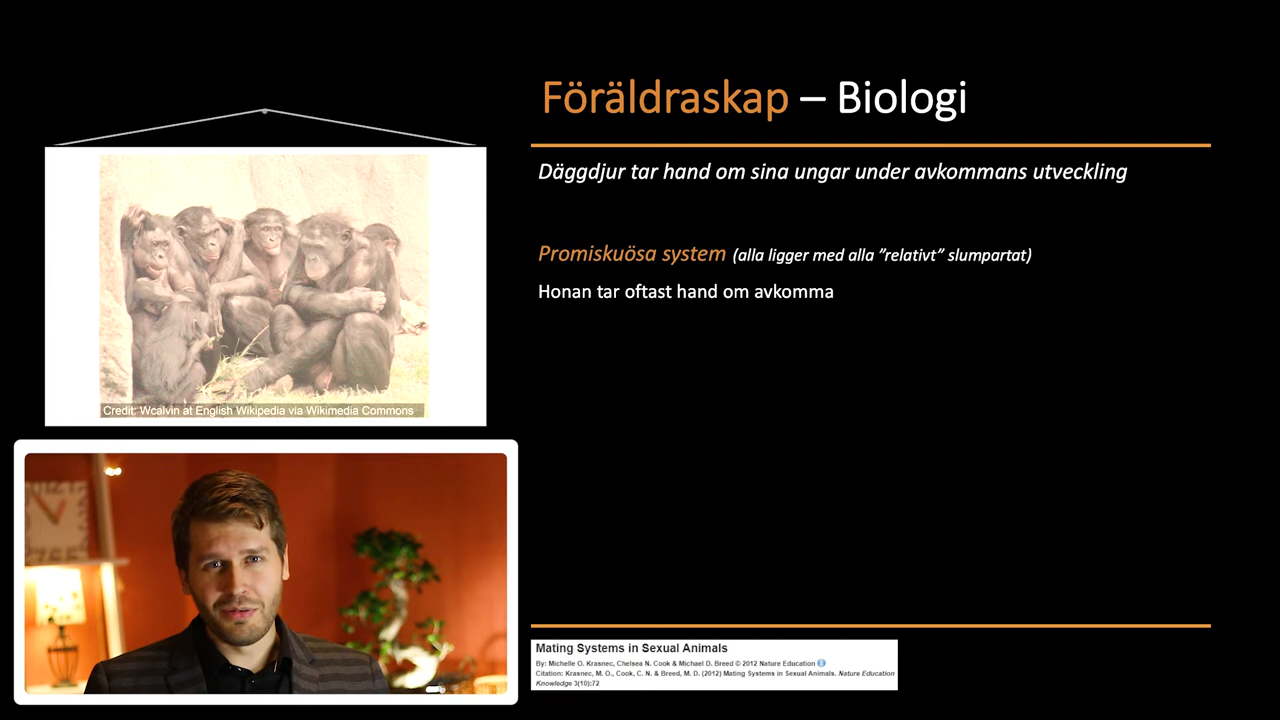 Föräldraskap – Biologi
Däggdjur tar hand om sina ungar under avkommans utveckling
Promiskuösa system (alla ligger med alla ”relativt” slumpartat)
Honan tar oftast hand om avkomma
Credit: Wcalvin at English Wikipedia via Wikimedia Commons
Mating Systems in Sexual Animals
By: Michelle O. Krasnec, Chelsea N. Cook & Michael D. Breed © 2012 Nature Education
Citation: Krasnec, M. O., Cook, C. N. & Breed, M. D. (2012) Mating Systems in Sexual Animals. Nature Education
Knowledge 3(10):72